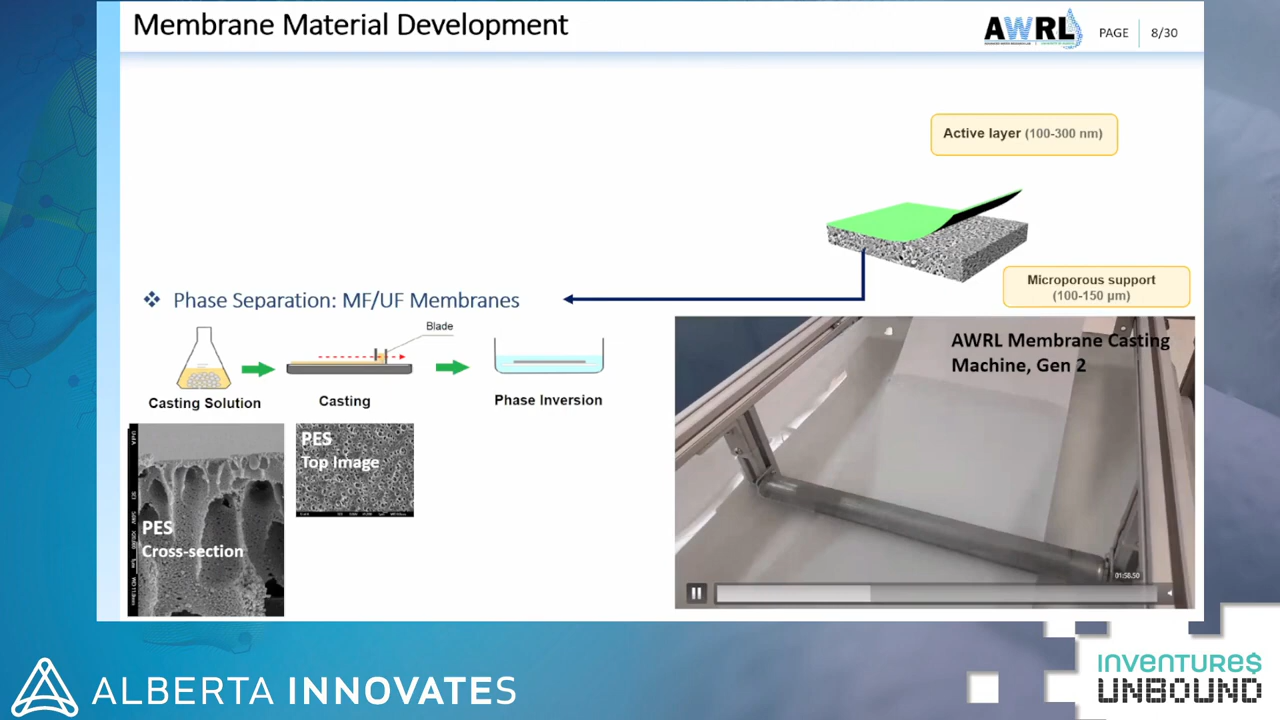 Membrane Material Development
AWRL
PAGE
8/30
Active layer (100-300 nm)
Microporous support
(100-150 µm)
❖ Phase Separation: MF/UF Membranes
Blade
Casting Solution
Casting
Phase Inversion
PES
Top Image
PES
Cross-section
AWRL Membrane Casting
Machine, Gen 2
01:58.50
ALBERTA INNOVATES
INVENTURE$
UNBOUND